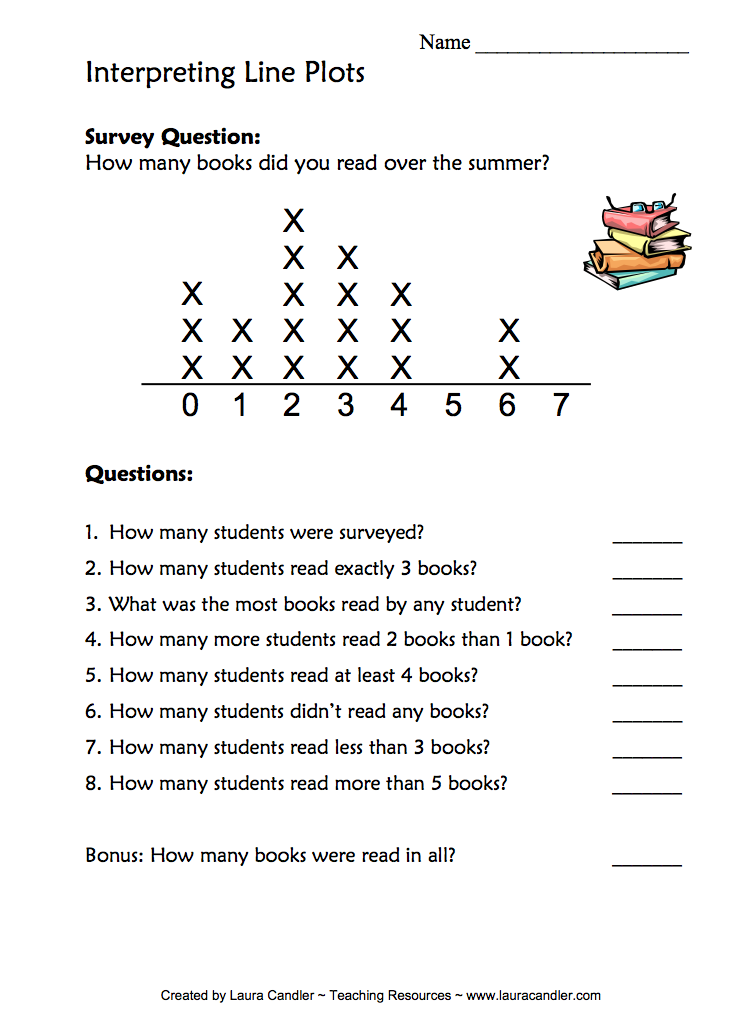 Name ______________________
Interpreting Line Plots
Survey Question:
How many books did you read over the summer?
X
X X
X X X X
X X X X X X
X X X X X X
0 1 2 3 4 5 6 7
Questions:
1. How many students were surveyed? _______
2. How many students read exactly 3 books? _______
3. What was the most books read by any student? _______
4. How many more students read 2 books than 1 book? _______
5. How many students read at least 4 books? _______
6. How many students didn't read any books? _______
7. How many students read less than 3 books? _______
8. How many students read more than 5 books? _______
Bonus: How many books were read in all? _______
Created by Laura Candler ~ Teaching Resources ~ www.lauracandler.com